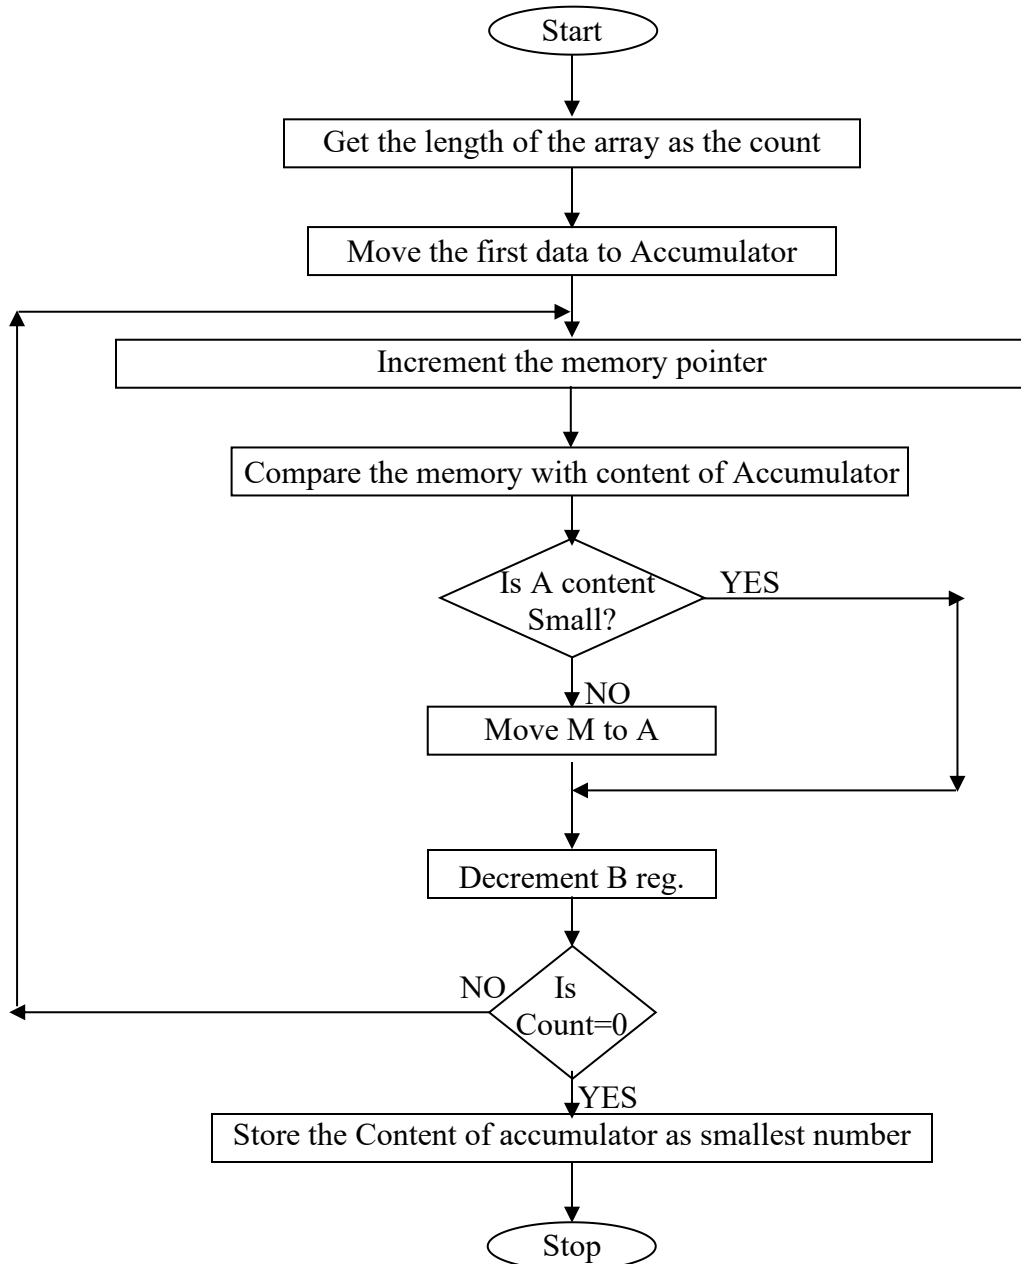 Start
Get the length of the array as the count
Move the first data to Accumulator
Increment the memory pointer
Compare the memory with content of Accumulator
Is A content
Small?
YES
NO
Move M to A
Decrement B reg.
NO
Is
Count=0
YES
Store the Content of accumulator as smallest number
Stop